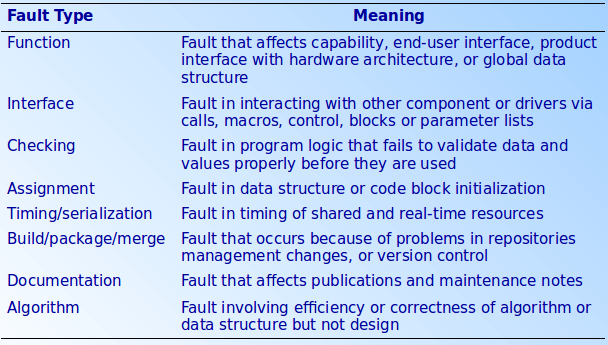 Fault Type Meaning
Function Fault that affects capability, end-user interface, product
interface with hardware architecture, or global data
structure
Interface Fault in interacting with other component or drivers via
calls, macros, control, blocks or parameter lists
Checking Fault in program logic that fails to validate data and
values properly before they are used
Assignment Fault in data structure or code block initialization
Timing/serialization Fault in timing of shared and real-time resources
Build/package/merge Fault that occurs because of problems in repositories
management changes, or version control
Documentation Fault that affects publications and maintenance notes
Algorithm Fault involving efficiency or correctness of algorithm or
data structure but not design